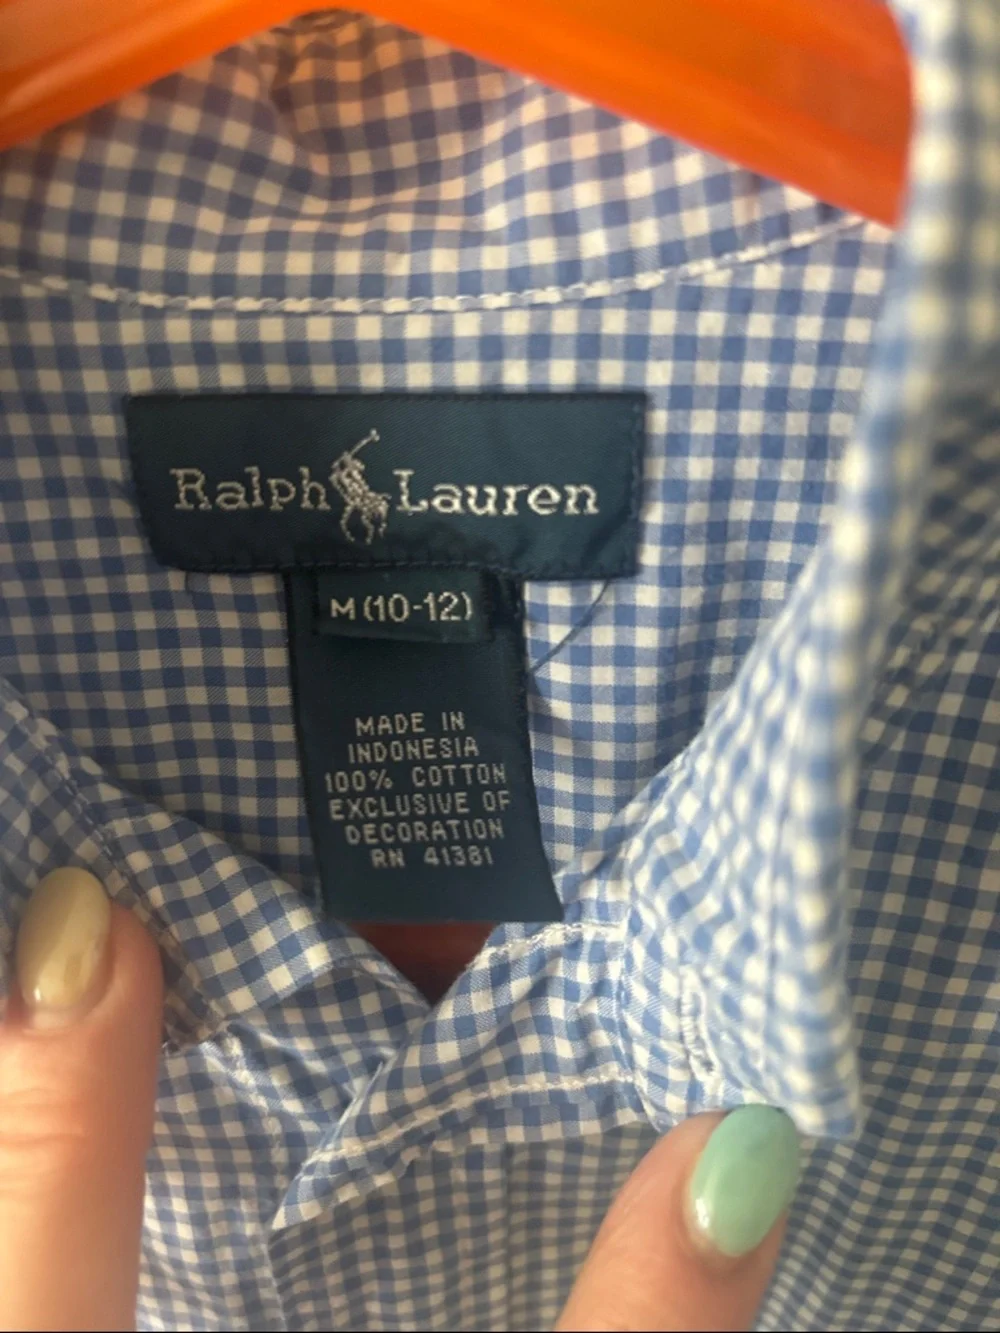 Ralph Lauren
M (10-12)
MADE IN
INDONESIA
100% COTTON
EXCLUSIVE OF
DECORATION
RN 41381